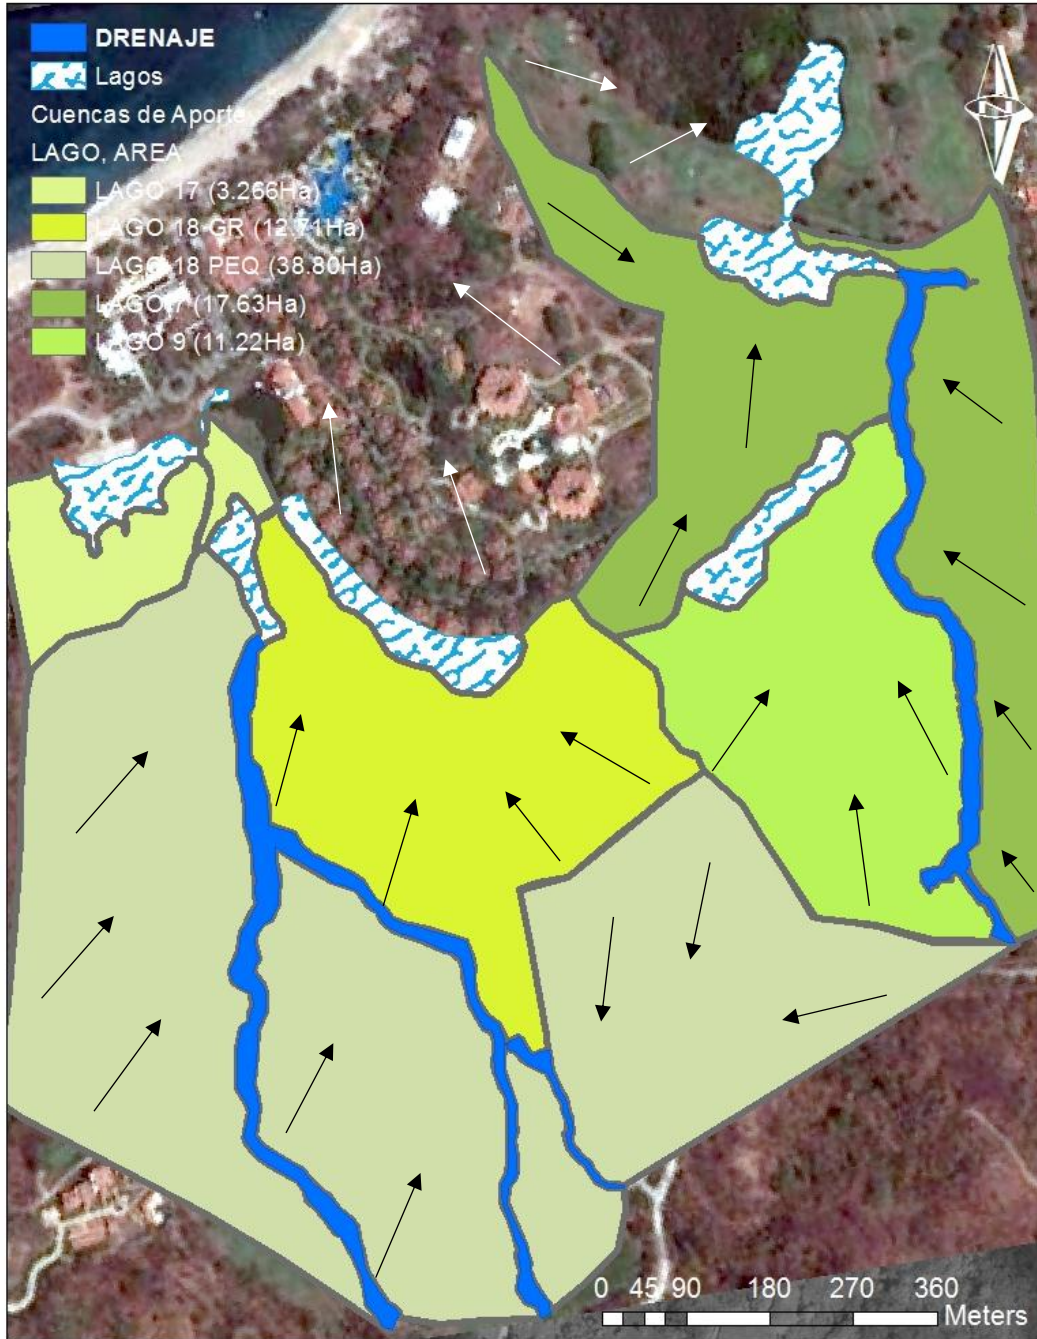 DRENAJE
Lagos
Cuencas de Aporte
LAGO, AREA
LAGO 17 (3.266Ha)
LAGO 18 GR (12.71Ha)
LAGO 18 PEQ (38.80Ha)
LAGO 7 (17.63Ha)
LAGO 9 (11.22Ha)
N
0 45 90 180 270 360
Meters